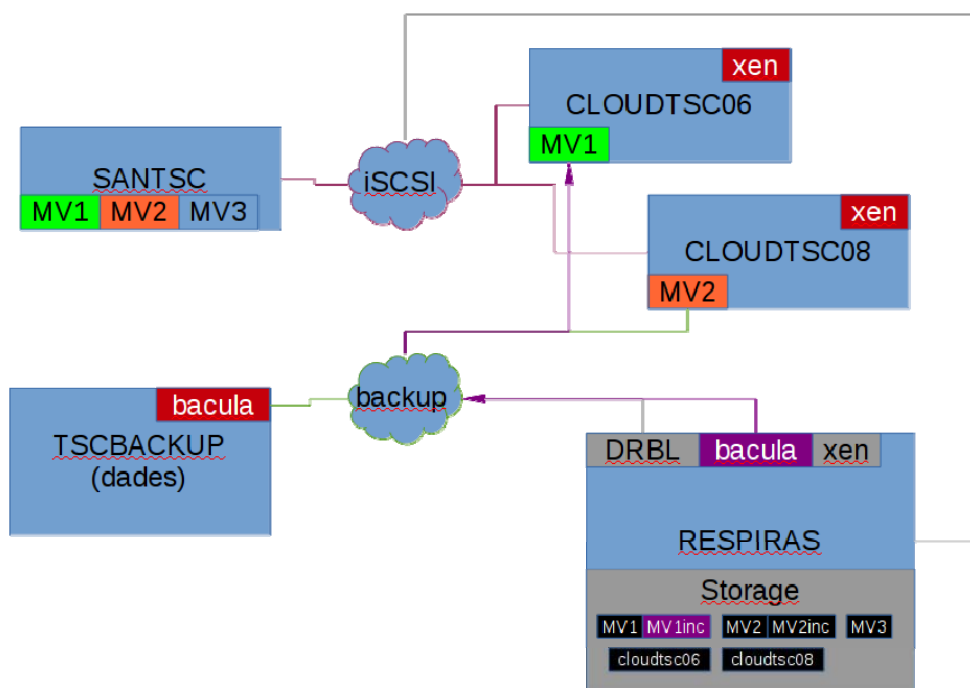 xen
CLOUDTSC06
MV1
SANTSC
MV1 MV2 MV3
iSCSI
xen
CLOUDTSC08
MV2
bacula
TSCBACKUP
(dades)
backup
DRBL bacula xen
RESPIRAS
Storage
MV1 MV1inc MV2 MV2inc MV3
cloudtsc06 cloudtsc08